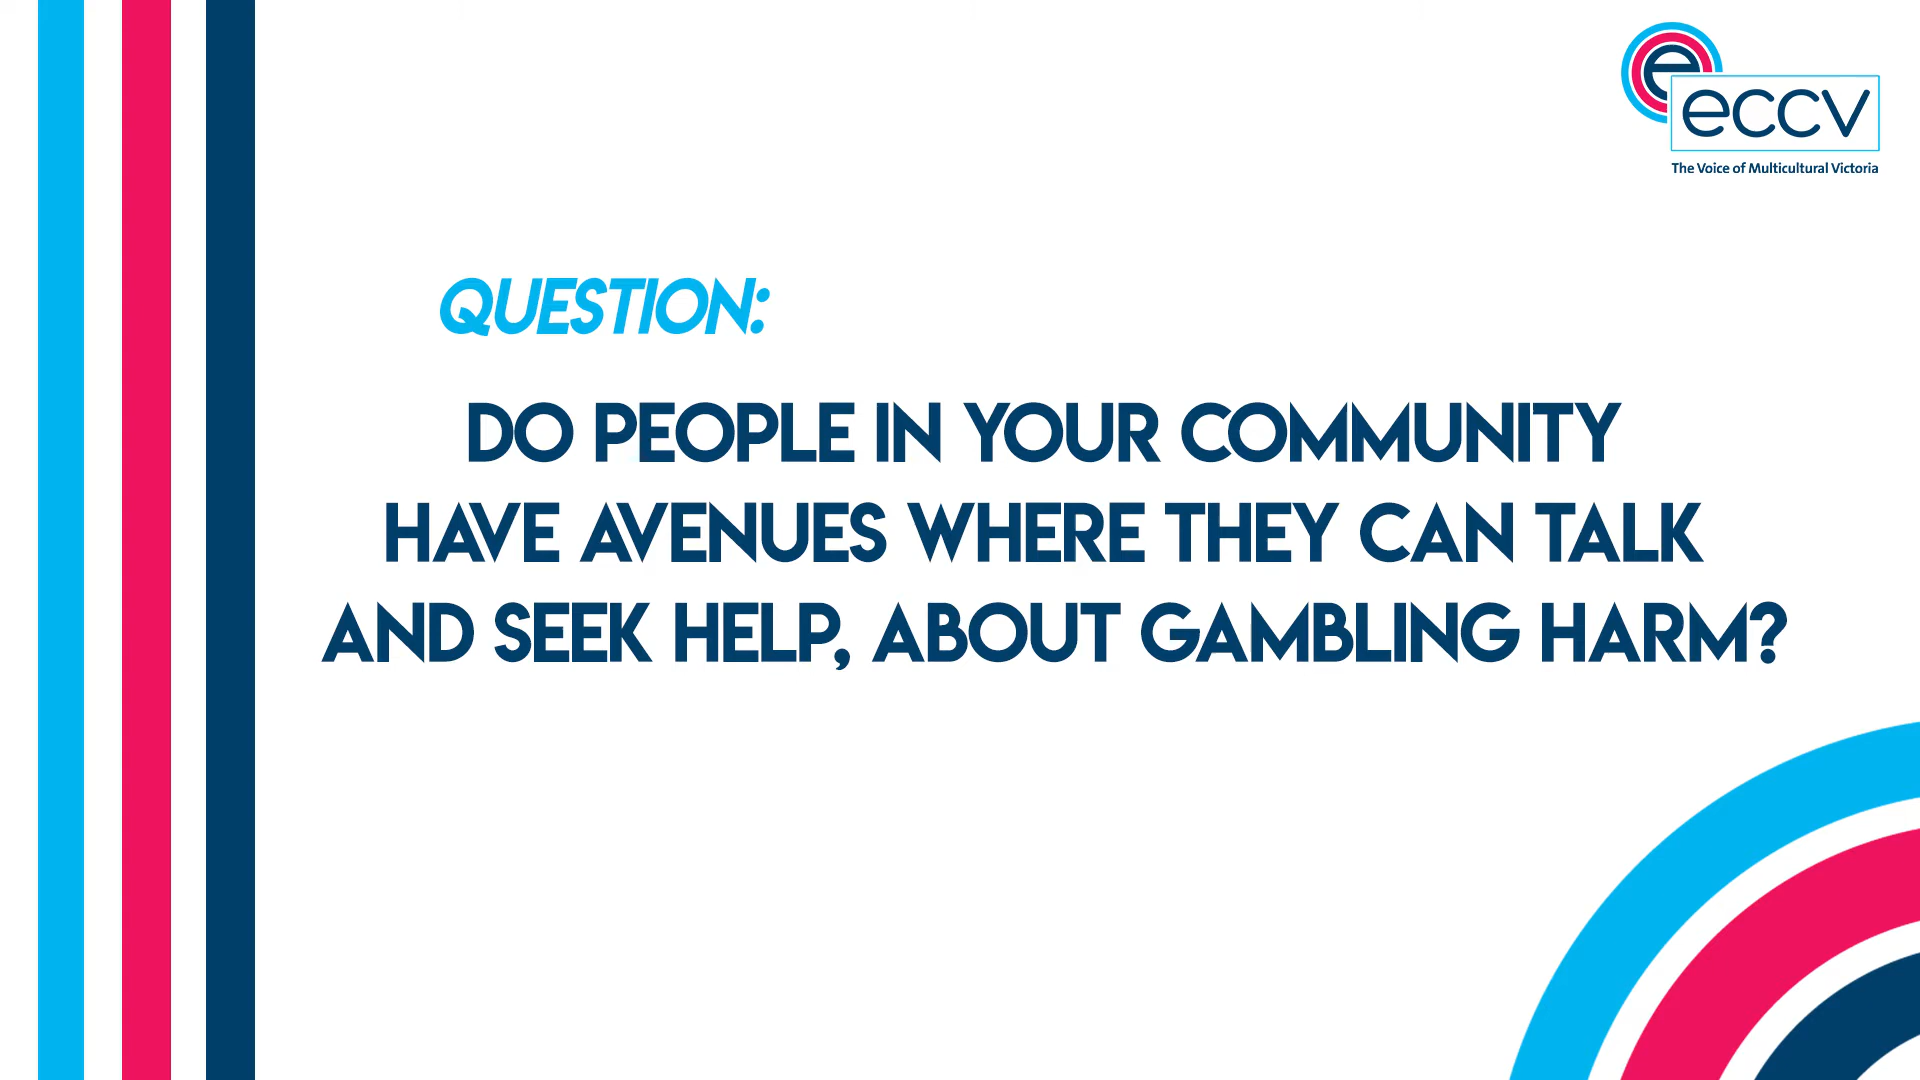 e
eccv
The Voice of Multicultural Victoria
QUESTION:
DO PEOPLE IN YOUR COMMUNITY
HAVE AVENUES WHERE THEY CAN TALK
AND SEEK HELP, ABOUT GAMBLING HARM?